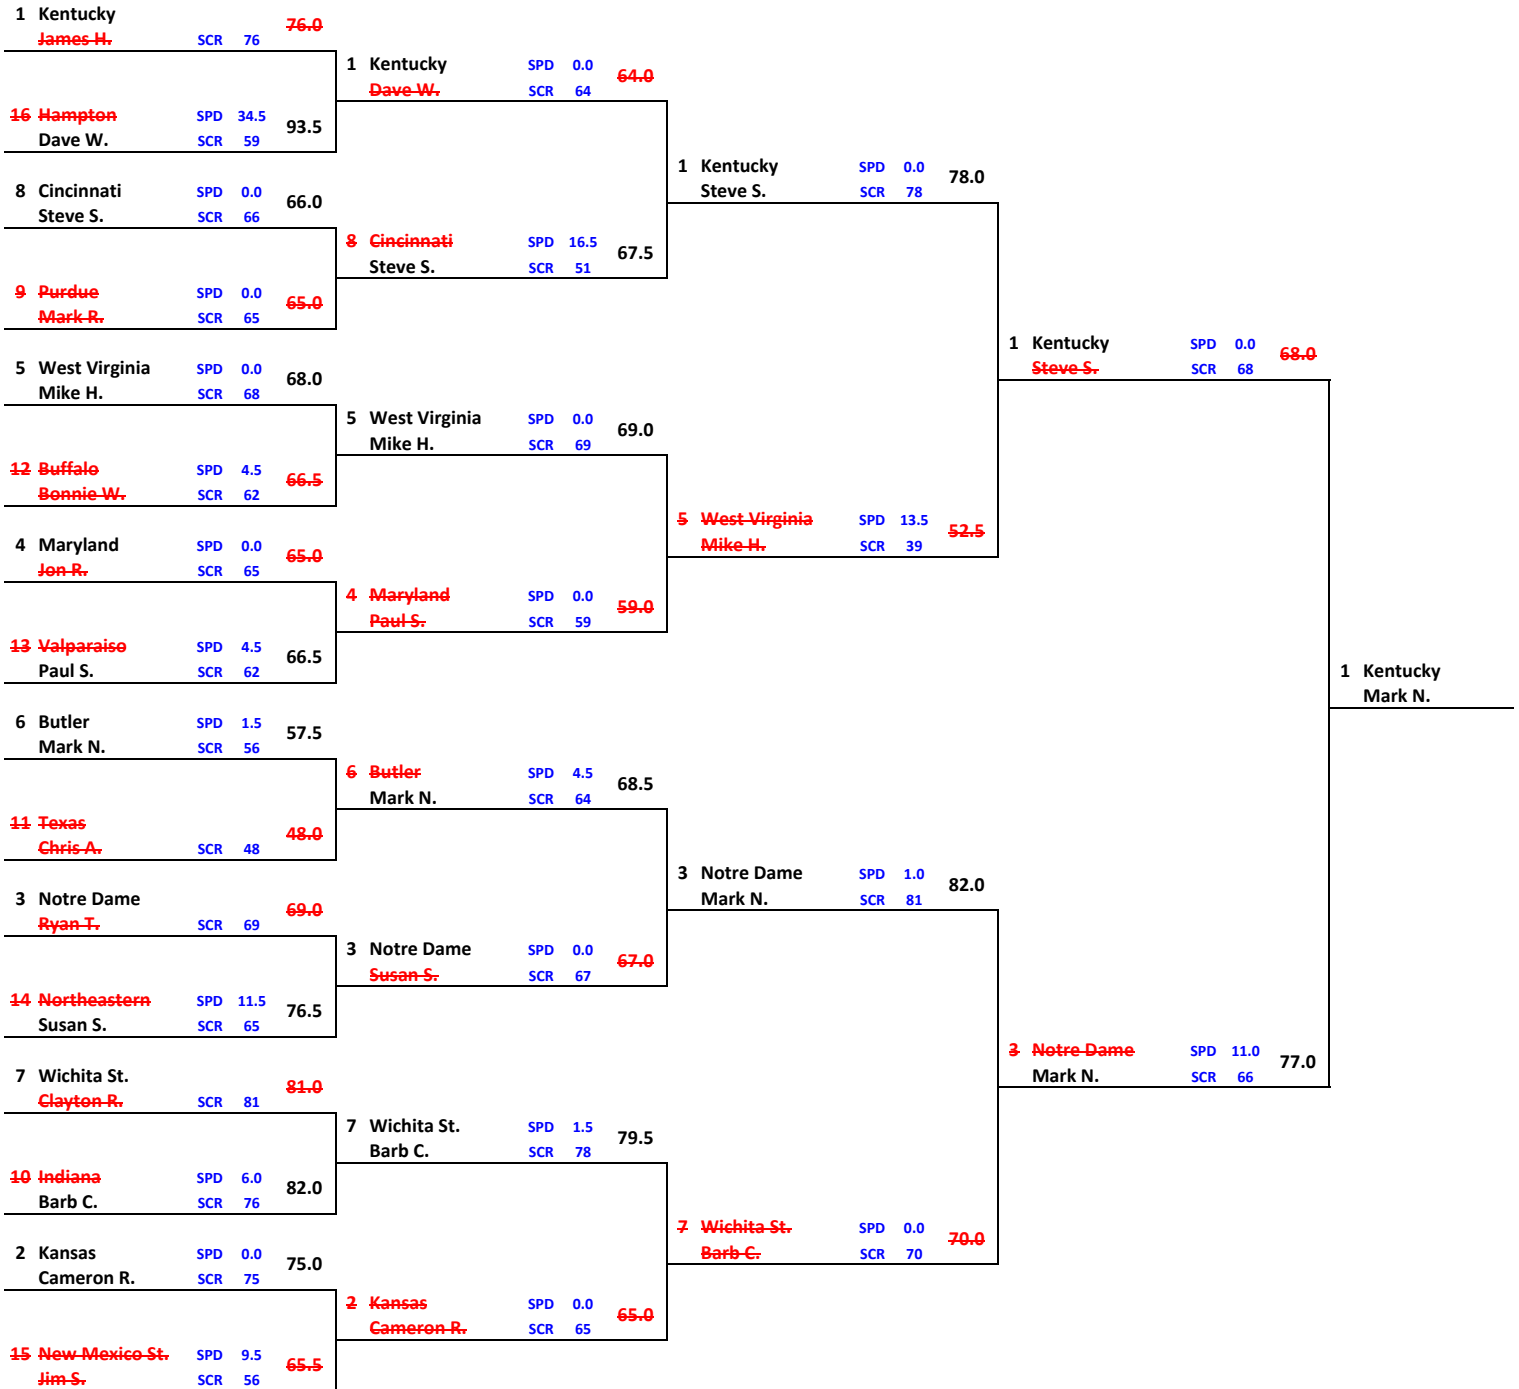 1 Kentucky 76.0
James H. SCR 76
1 Kentucky SPD 0.0 64.0
Dave W. SCR 64
16 Hampton SPD 34.5 93.5
Dave W. SCR 59
1 Kentucky SPD 0.0 78.0
Steve S. SCR 78
8 Cincinnati SPD 0.0 66.0
Steve S. SCR 66
8 Cincinnati SPD 16.5 67.5
Steve S. SCR 51
9 Purdue SPD 0.0 65.0
Mark R. SCR 65
1 Kentucky SPD 0.0 68.0
Steve S. SCR 68
5 West Virginia SPD 0.0 68.0
Mike H. SCR 68
5 West Virginia SPD 0.0 69.0
Mike H. SCR 69
12 Buffalo SPD 4.5 66.5
Bonnie W. SCR 62
5 West Virginia SPD 13.5 52.5
Mike H. SCR 39
4 Maryland SPD 0.0 65.0
Jon R. SCR 65
4 Maryland SPD 0.0 59.0
Paul S. SCR 59
13 Valparaiso SPD 4.5 66.5
Paul S. SCR 62
1 Kentucky
Mark N.
6 Butler SPD 1.5 57.5
Mark N. SCR 56
6 Butler SPD 4.5 68.5
Mark N. SCR 64
11 Texas 48.0
Chris A. SCR 48
3 Notre Dame SPD 1.0 82.0
Mark N. SCR 81
3 Notre Dame 69.0
Ryan T. SCR 69
3 Notre Dame SPD 0.0 67.0
Susan S. SCR 67
14 Northeastern SPD 11.5 76.5
Susan S. SCR 65
3 Notre Dame SPD 11.0 77.0
Mark N. SCR 66
7 Wichita St. 81.0
Clayton R. SCR 81
7 Wichita St. SPD 1.5 79.5
Barb C. SCR 78
10 Indiana SPD 6.0 82.0
Barb C. SCR 76
7 Wichita St. SPD 0.0 70.0
Barb C. SCR 70
2 Kansas SPD 0.0 75.0
Cameron R. SCR 75
2 Kansas SPD 0.0 65.0
Cameron R. SCR 65
15 New Mexico St. SPD 9.5 65.5
Jim S. SCR 56